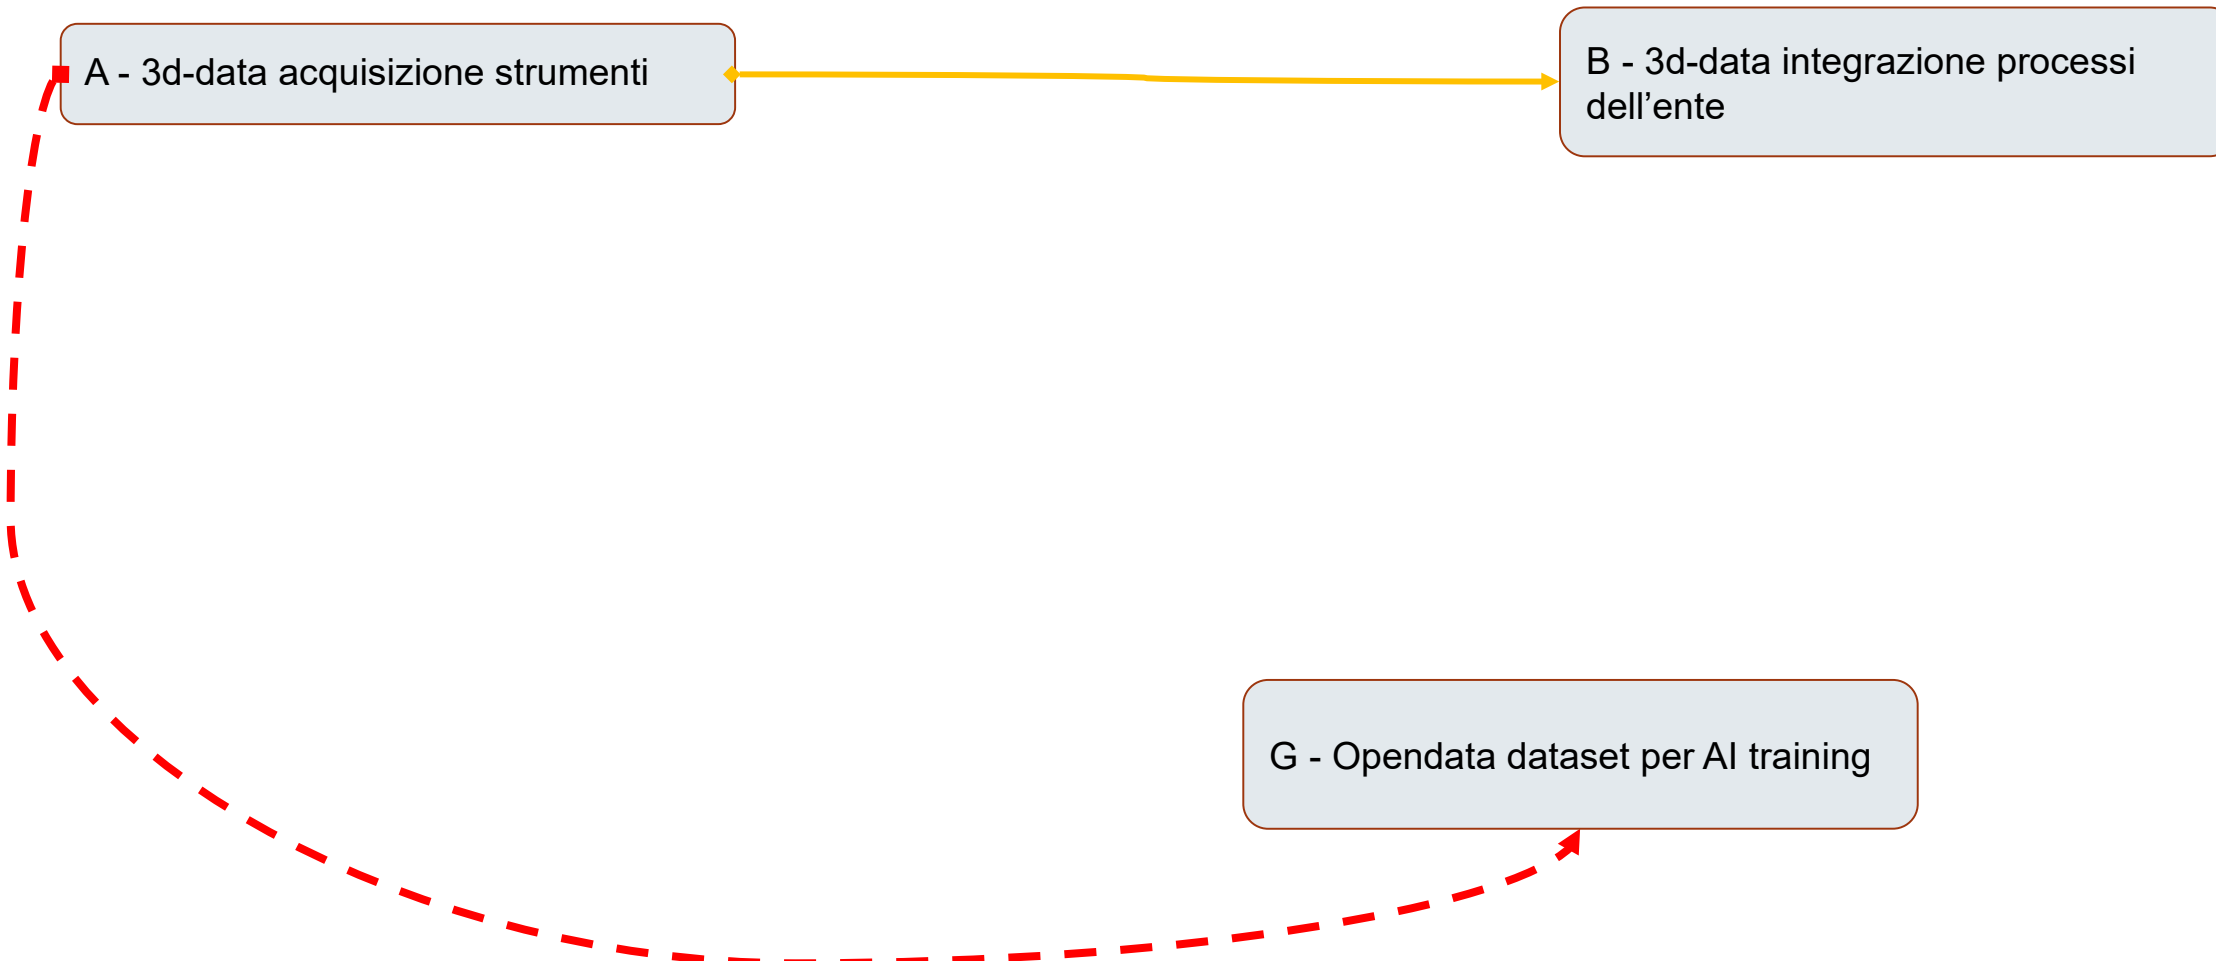 A - 3d-data acquisizione strumenti
B - 3d-data integrazione processi
dell’ente
G - Opendata dataset per AI training